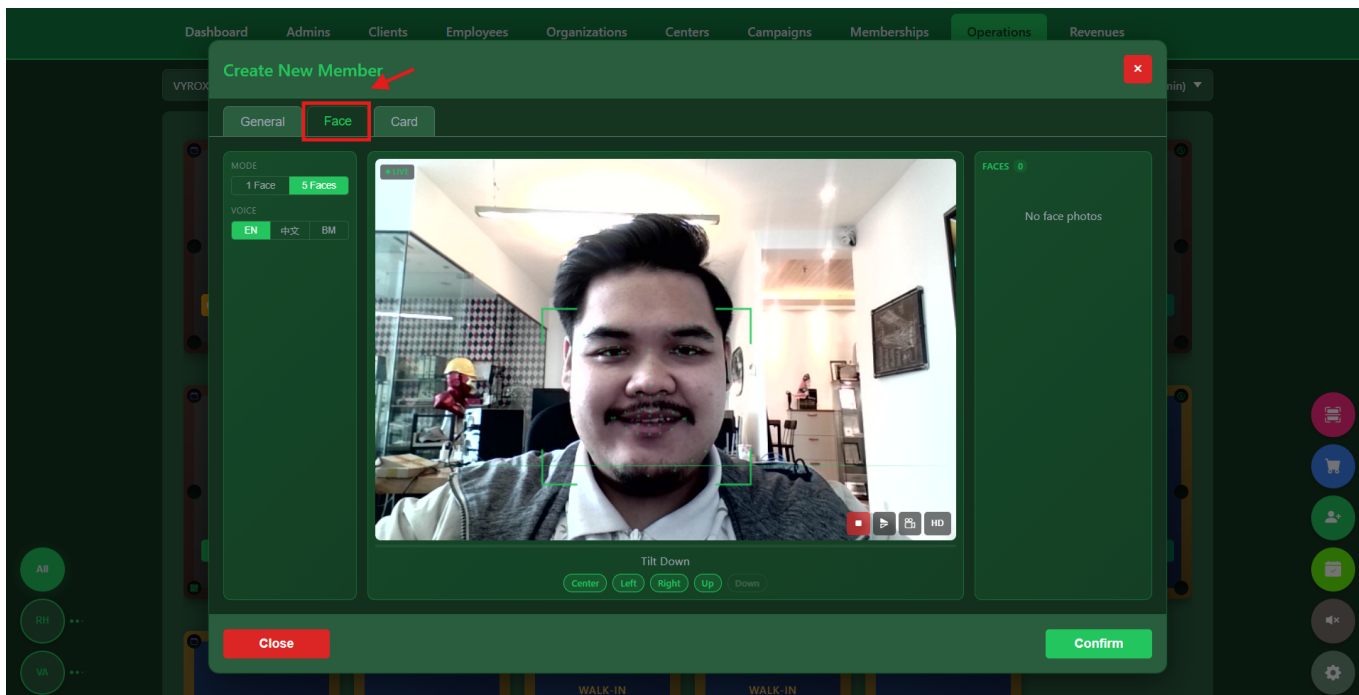 Dashboard Admins Clients Employees Organizations Centers Campaigns Memberships Operations Revenues
VYROX
min)
Create New Member
×
General Face Card
MODE
1 Face 5 Faces
VOICE
EN 中文 BM
LIVE
HD
FACES 0
No face photos
Tilt Down
Center Left Right Up Down
Close Confirm
All
RH
VA
WALK-IN WALK-IN